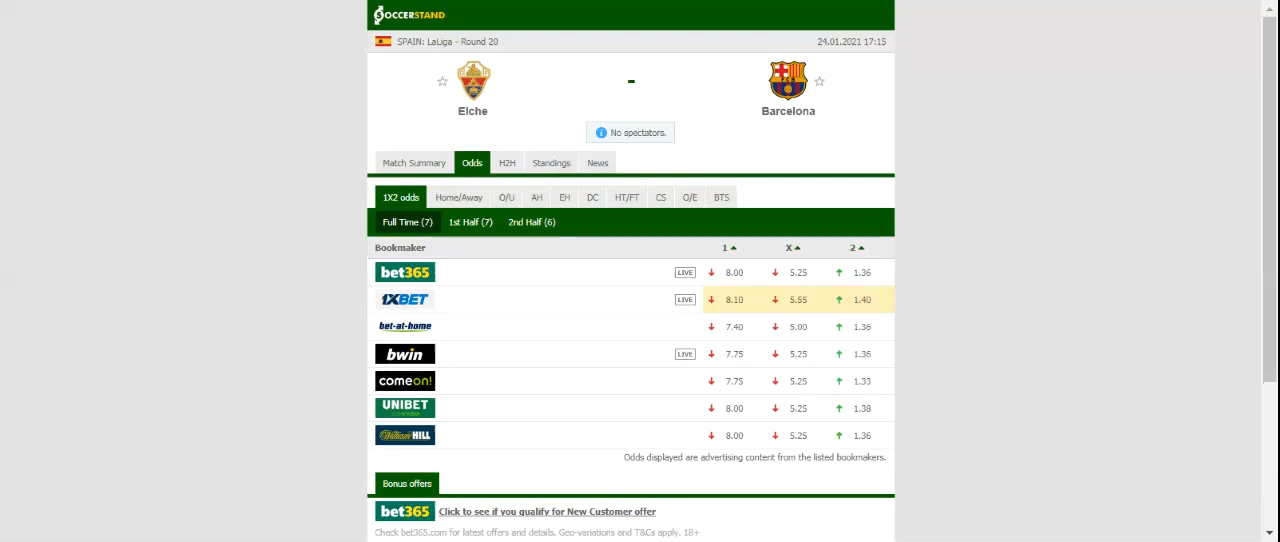 SOCCERSTAND
SPAIN: LaLiga - Round 20 24.01.2021 17:15
-
Elche Barcelona
No spectators.
Match Summary Odds H2H Standings News
1X2 odds Home/Away O/U AH EH DC HT/FT CS O/E BTS
Full Time (7) 1st Half (7) 2nd Half (6)
Bookmaker 1 X 2
bet365 LIVE 8.00 5.25 1.36
1XBET LIVE 8.10 5.55 1.40
bet-at-home 7.40 5.00 1.36
bwin LIVE 7.75 5.25 1.36
comeon! 7.75 5.25 1.33
UNIBET 8.00 5.25 1.38
William HILL 8.00 5.25 1.36
Odds displayed are advertising content from the listed bookmakers.
Bonus offers
bet365 Click to see if you qualify for New Customer offer
Check bet365.com for latest offers and details. Geo-variations and T&Cs apply. 18+